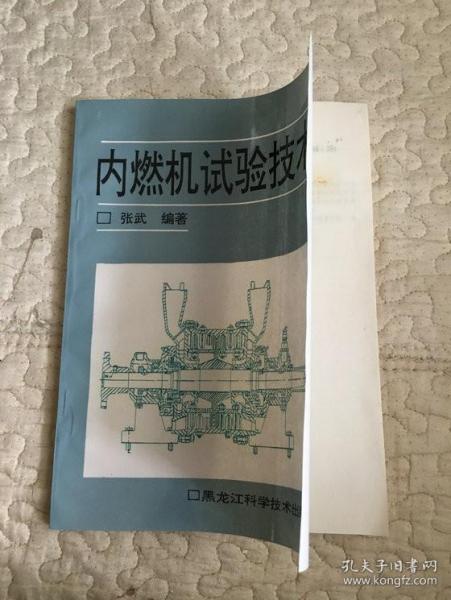 内燃机试验技术
□ 张武 编著
□黑龙江科学技术出
孔夫子旧书网
www.kongfz.com